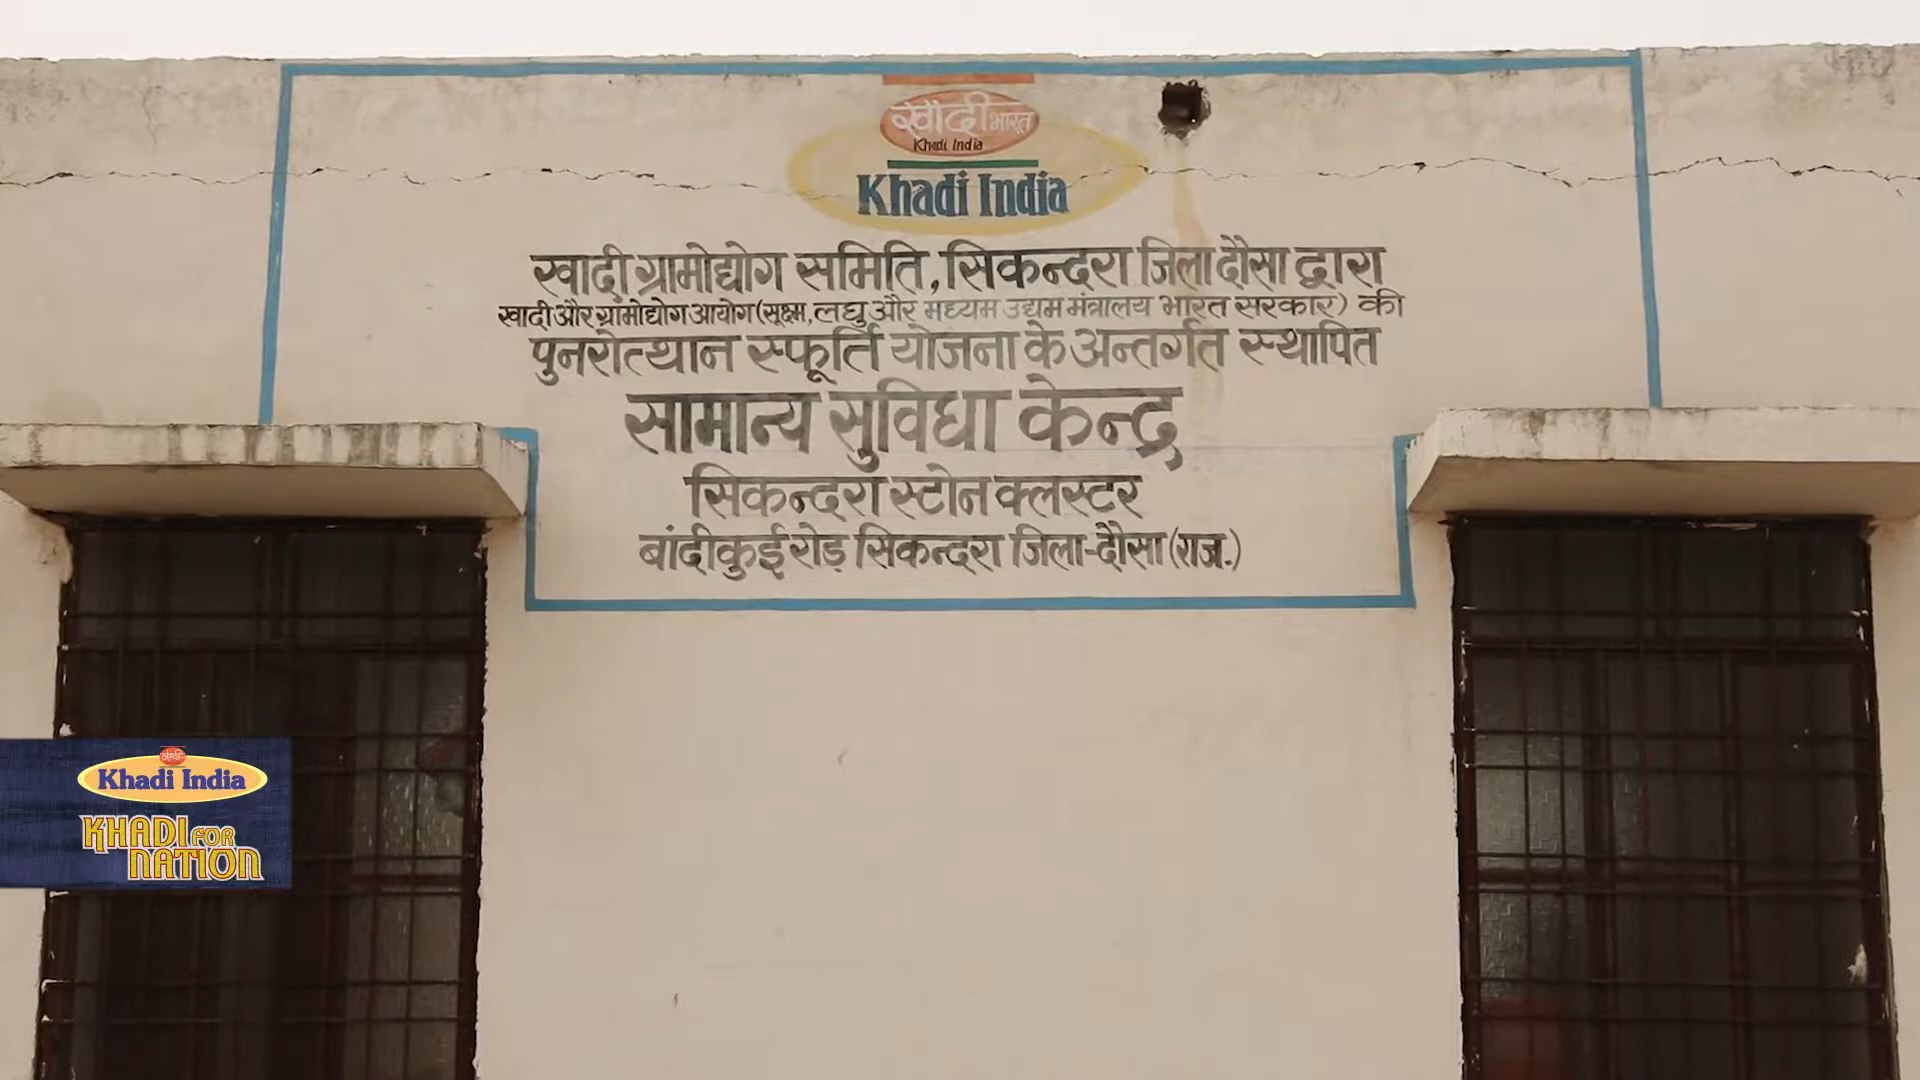 खादी भारत
Khadi India
Khadi India
खादी ग्रामोद्योग समिति, सिकन्दरा जिला दौसा द्वारा
खादी और ग्रामोद्योग आयोग (सूक्ष्म, लघु और मध्यम उद्यम मंत्रालय भारत सरकार) की
पुनरोत्थान स्फूर्ति योजना के अन्तर्गत स्थापित
सामान्य सुविधा केन्द्र
सिकन्दरा स्टोन क्लस्टर
बांदीकुई रोड़ सिकन्दरा जिला-दौसा (राज.)
Khadi India
KHADI FOR
NATION